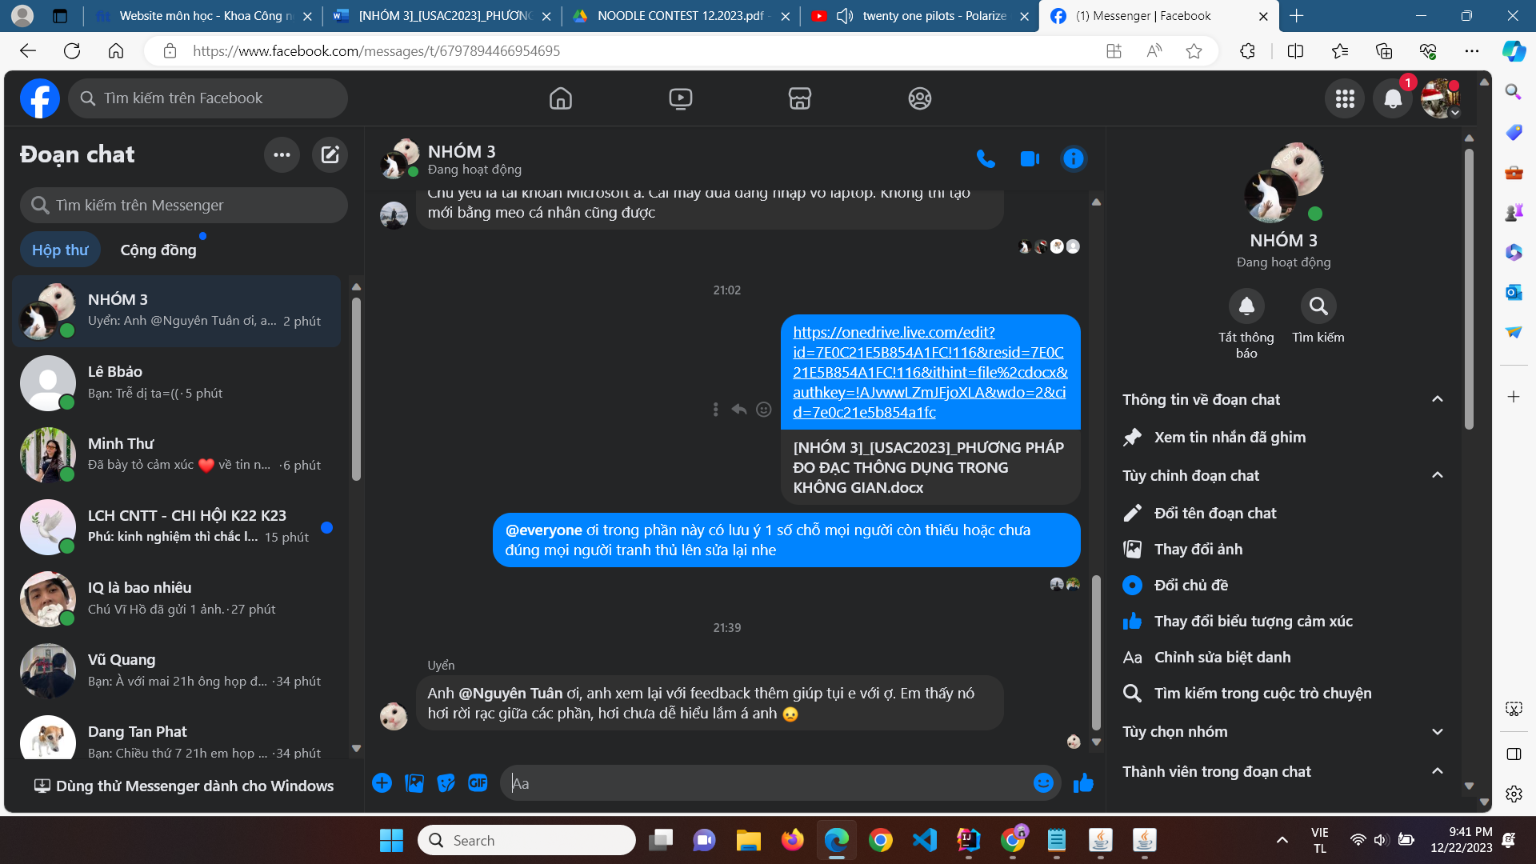 Website môn học - Khoa Công n
[NHÓM 3]_[USAC2023]_PHƯƠN
NOODLE CONTEST 12.2023.pdf -
twenty one pilots - Polarize
(1) Messenger | Facebook
https://www.facebook.com/messages/t/6797894466954695
Tìm kiếm trên Facebook
1
Đoạn chat
Tìm kiếm trên Messenger
Hộp thư
Cộng đồng
NHÓM 3
Uyển: Anh @Nguyên Tuân ơi, a... 2 phút
Lê Bbảo
Bạn: Trễ dị ta=((· 5 phút
Minh Thư
Đã bày tỏ cảm xúc ❤️ về tin n... · 6 phút
LCH CNTT - CHI HỘI K22 K23
Phú: kinh nghiệm thì chắc l... 15 phút
IQ là bao nhiêu
Chú Vĩ Hồ đã gửi 1 ảnh. · 27 phút
Vũ Quang
Bạn: À với mai 21h ông họp đ... · 34 phút
Dang Tan Phat
Bạn: Chiều thứ 7 21h em họp ... · 34 phút
Dùng thử Messenger dành cho Windows
NHÓM 3
Đang hoạt động
Chủ yếu là tài khoản Microsoft á. Cái máy đưa đăng nhập vô laptop. Không thì tạo
mới bằng meo cá nhân cũng được
21:02
https://onedrive.live.com/edit?
id=7E0C21E5B854A1FC!116&resid=7E0C
21E5B854A1FC!116&ithint=file%2cdocx&
authkey=!AJvwwLZmJFjoXLA&wdo=2&ci
d=7e0c21e5b854a1fc
[NHÓM 3]_[USAC2023]_PHƯƠNG PHÁP
ĐO ĐẠC THÔNG DỤNG TRONG
KHÔNG GIAN.docx
@everyone ơi trong phần này có lưu ý 1 số chỗ mọi người còn thiếu hoặc chưa
đúng mọi người tranh thủ lên sửa lại nhe
21:39
Uyển
Anh @Nguyên Tuân ơi, anh xem lại với feedback thêm giúp tụi e với ợ. Em thấy nó
hơi rời rạc giữa các phần, hơi chưa dễ hiểu lắm á anh 😟
GIF
Aa
NHÓM 3
Đang hoạt động
Tắt thông
báo
Tìm kiếm
Thông tin về đoạn chat
Xem tin nhắn đã ghim
Tùy chỉnh đoạn chat
Đổi tên đoạn chat
Thay đổi ảnh
Đổi chủ đề
Thay đổi biểu tượng cảm xúc
Aa Chỉnh sửa biệt danh
Tìm kiếm trong cuộc trò chuyện
Tùy chọn nhóm
Thành viên trong đoạn chat
Search
VIE
TL
9:41 PM
12/22/2023